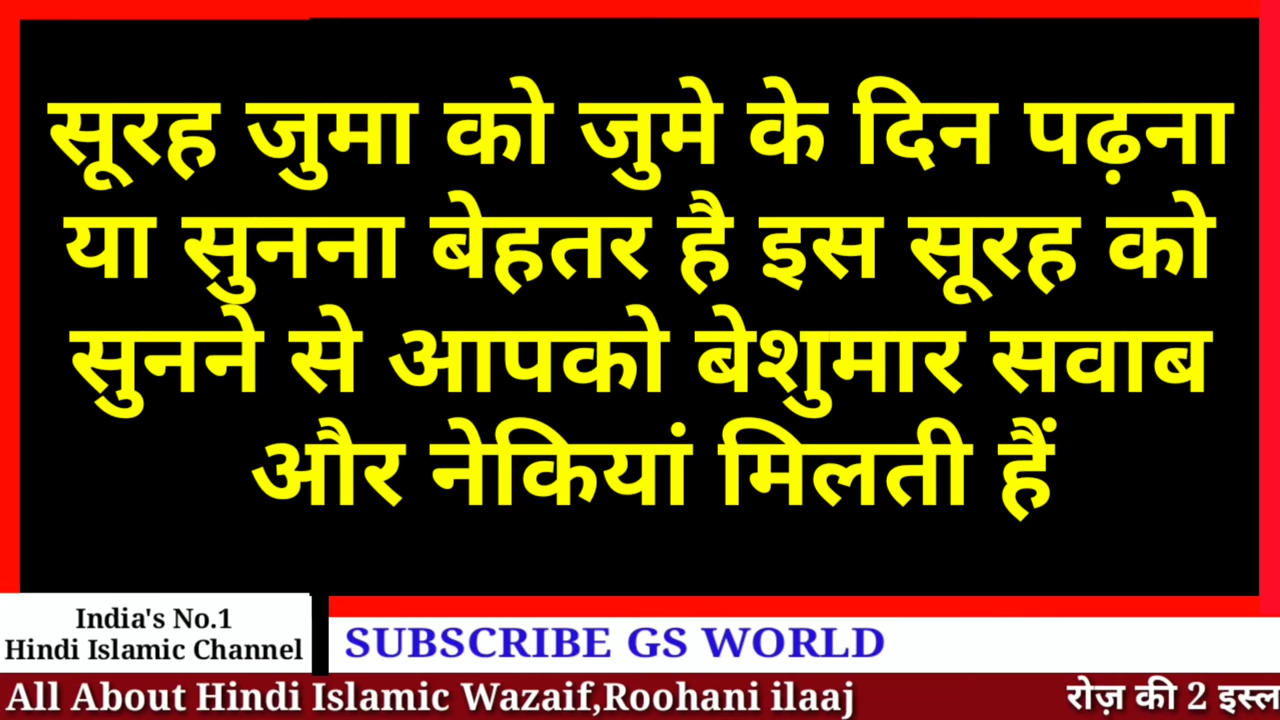 सूरह जुमा को जुमे के दिन पढ़ना
या सुनना बेहतर है इस सूरह को
सुनने से आपको बेशुमार सवाब
और नेकियां मिलती हैं
India's No.1
Hindi Islamic Channel
SUBSCRIBE GS WORLD
All About Hindi Islamic Wazaif,Roohani ilaaj
रोज़ की 2